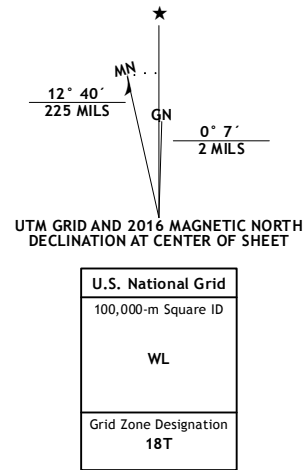 MN
12° 40´
225 MILS
GN
0° 7´
2 MILS
UTM GRID AND 2016 MAGNETIC NORTH
DECLINATION AT CENTER OF SHEET
U.S. National Grid
100,000-m Square ID
WL
Grid Zone Designation
18T